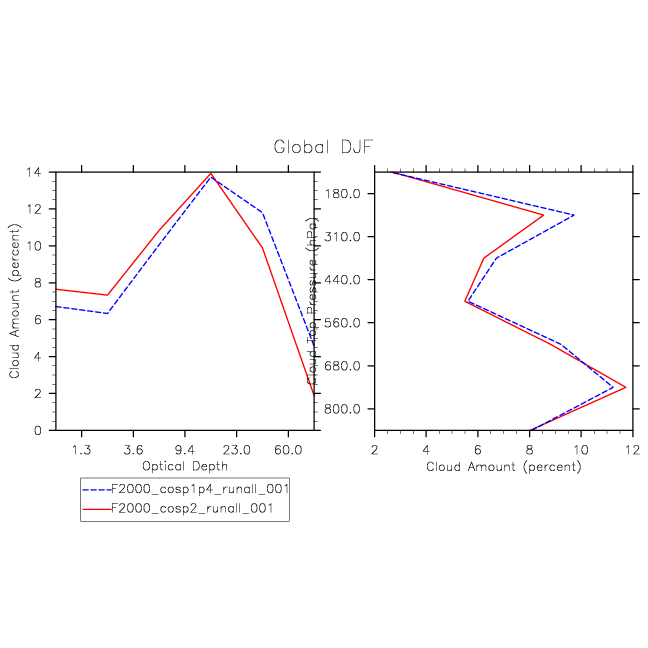 Global DJF
14
12
10
8
6
4
2
0
Cloud Amount (percent)
1.3 3.6 9.4 23.0 60.0
Optical Depth
Cloud Top Pressure (hPa)
180.0
310.0
440.0
560.0
680.0
800.0
2 4 6 8 10 12
Cloud Amount (percent)
F2000_cosp1p4_runall_001
F2000_cosp2_runall_001